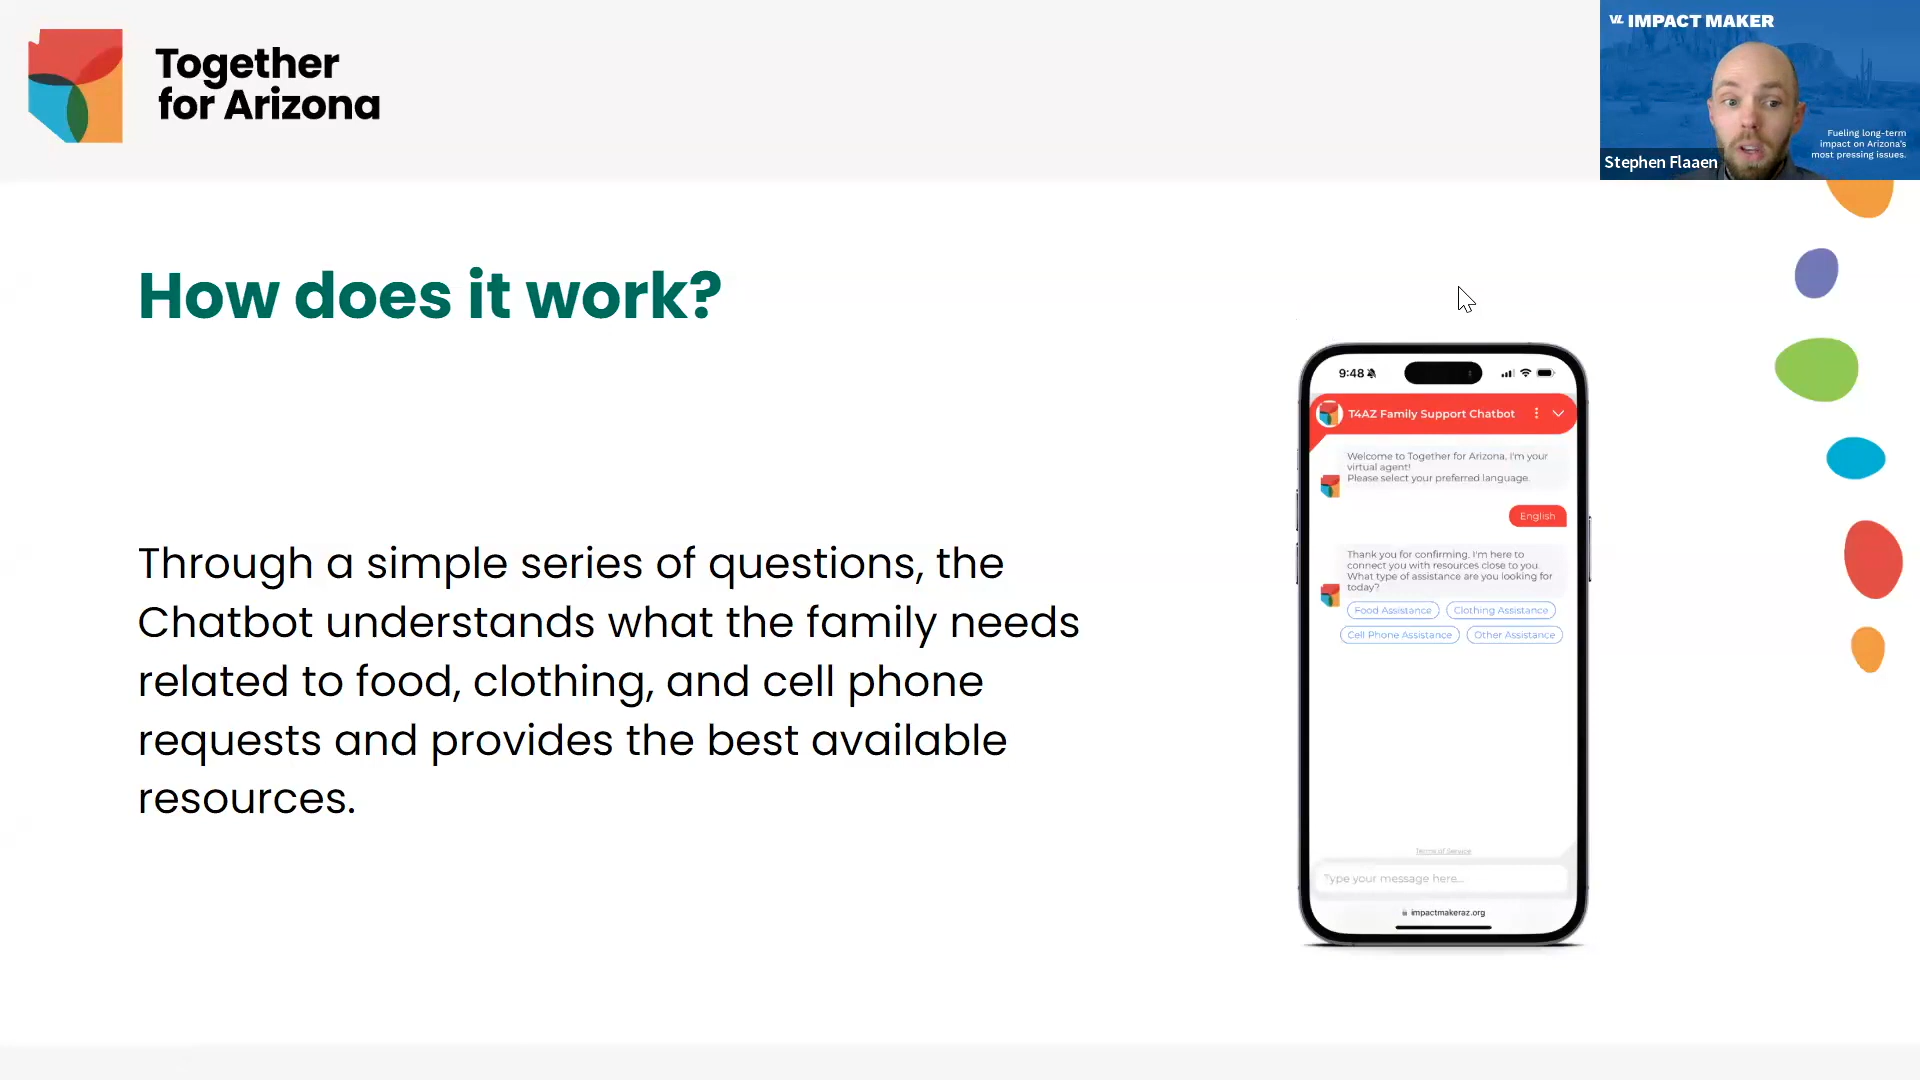 Together
for Arizona
VL IMPACT MAKER
Fueling long-term
impact on Arizona's
most pressing issues.
Stephen Flaaen
How does it work?
Through a simple series of questions, the
Chatbot understands what the family needs
related to food, clothing, and cell phone
requests and provides the best available
resources.
9:48
T4AZ Family Support Chatbot
Welcome to Together for Arizona, I'm your
virtual agent!
Please select your preferred language.
English
Thank you for confirming, I'm here to
connect you with resources close to you.
What type of assistance are you looking for
today?
Food Assistance
Clothing Assistance
Cell Phone Assistance
Other Assistance
Terms of Service
Type your message here...
impactmakeraz.org